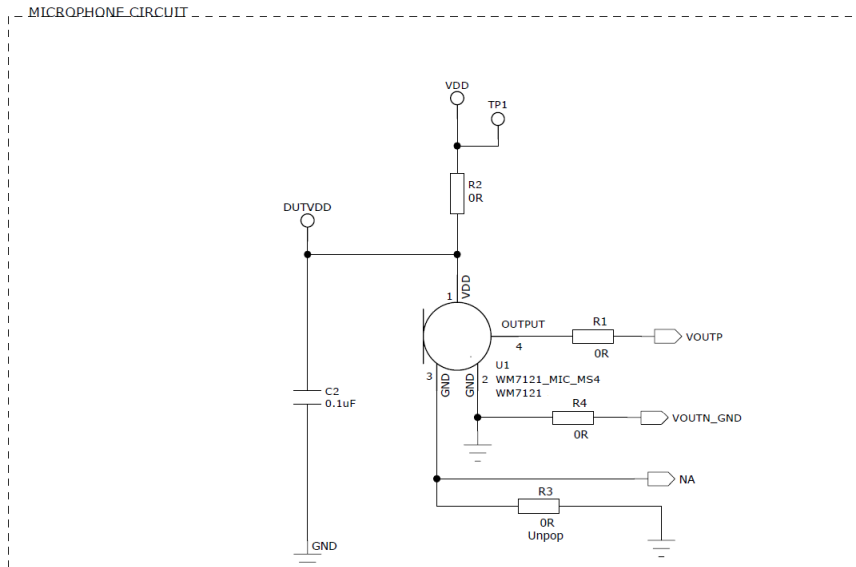 MICROPHONE CIRCUIT
VDD
TP1
R2
0R
DUTVDD
1
VDD
OUTPUT
4
R1
0R
VOUTP
U1
WM7121_MIC_MS4
WM7121
3
GND
GND
2
C2
0.1uF
R4
0R
VOUTN_GND
NA
R3
0R
Unpop
GND